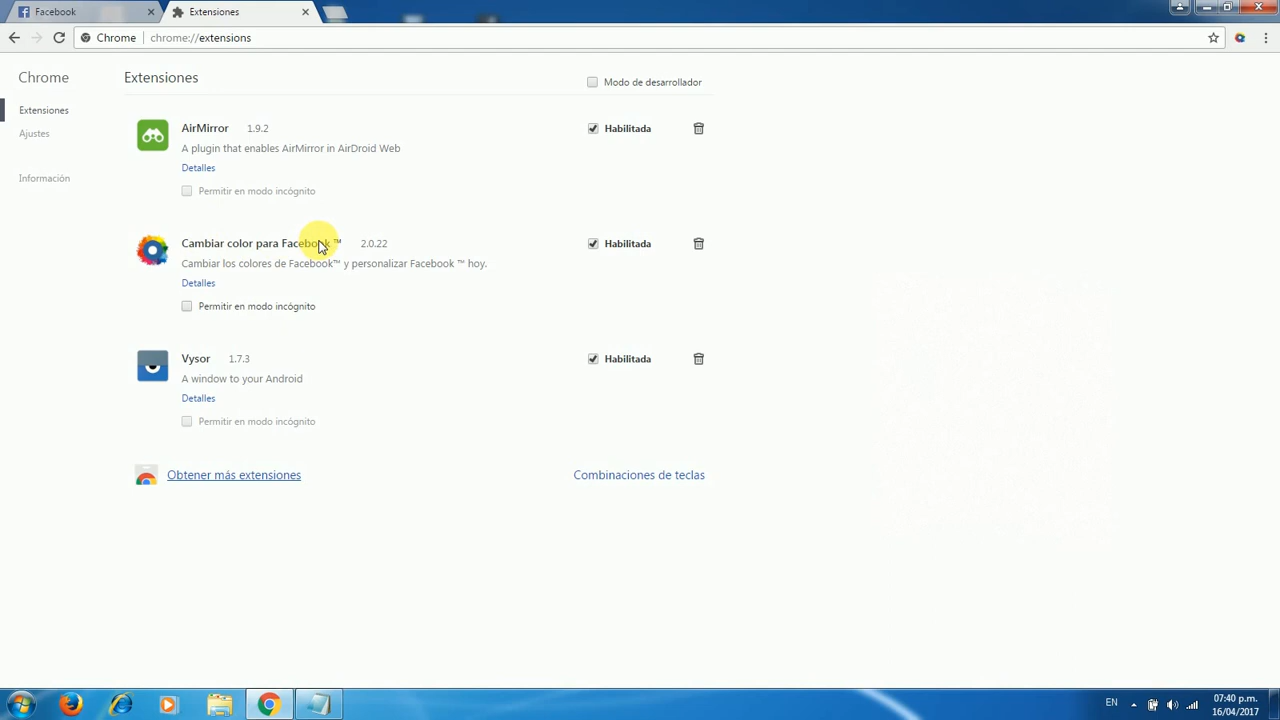 Facebook
Extensiones
Chrome
chrome://extensions
Chrome
Extensiones
Modo de desarrollador
Extensiones
Ajustes
Información
AirMirror 1.9.2
Habilitada
A plugin that enables AirMirror in AirDroid Web
Detalles
Permitir en modo incógnito
Cambiar color para Facebook ™ 2.0.22
Habilitada
Cambiar los colores de Facebook™ y personalizar Facebook ™ hoy.
Detalles
Permitir en modo incógnito
Vysor 1.7.3
Habilitada
A window to your Android
Detalles
Permitir en modo incógnito
Obtener más extensiones
Combinaciones de teclas
EN
07:40 p.m.
16/04/2017